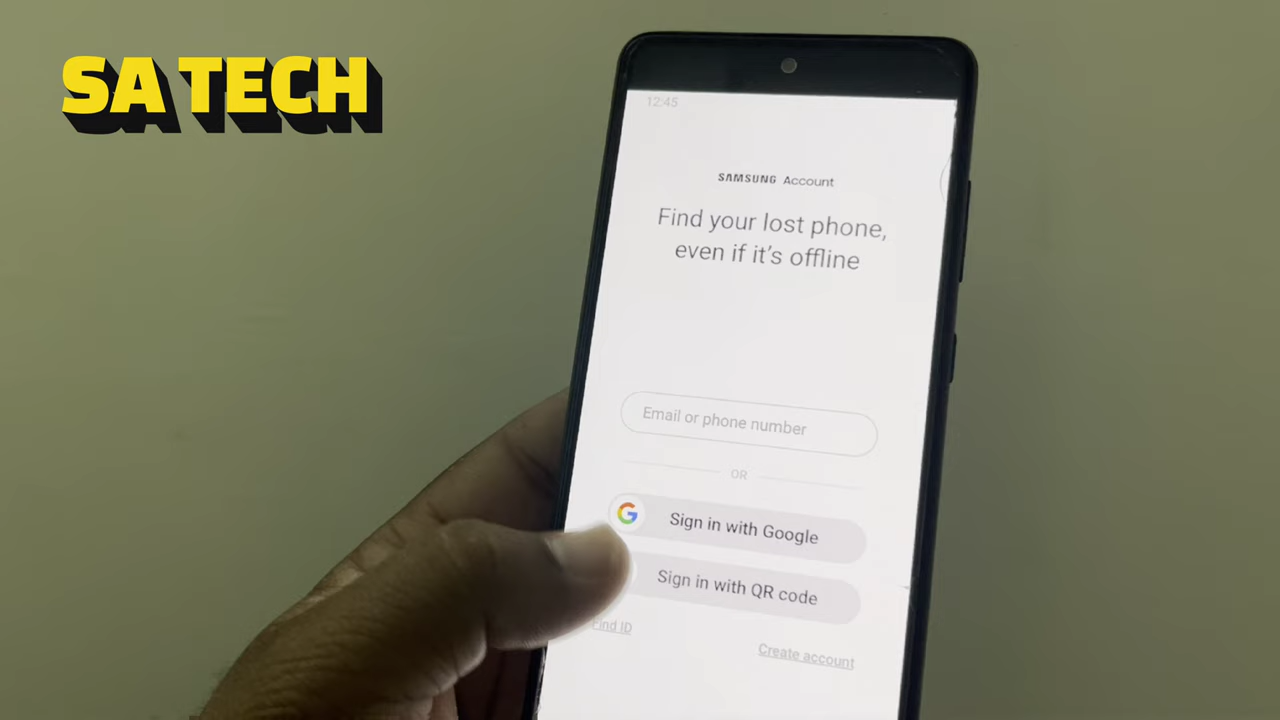 SA TECH
12:45
SAMSUNG Account
Find your lost phone,
even if it's offline
Email or phone number
OR
Sign in with Google
Sign in with QR code
Find ID
Create account